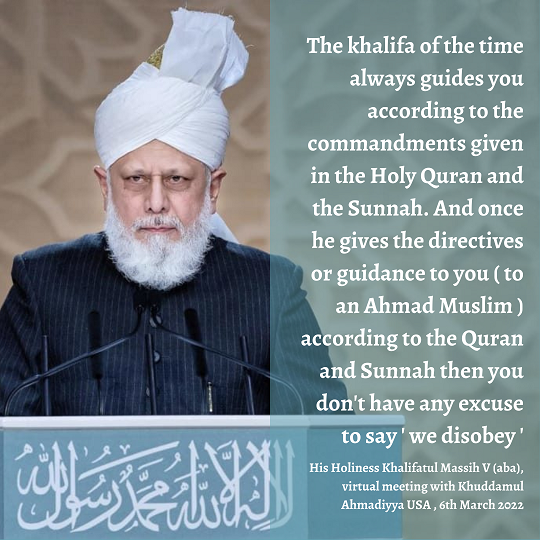 The khalifa of the time
always guides you
according to the
commandments given
in the Holy Quran and
the Sunnah. And once
he gives the directives
or guidance to you ( to
an Ahmad Muslim )
according to the Quran
and Sunnah then you
don't have any excuse
to say ' we disobey '
His Holiness Khalifatul Massih V (aba),
virtual meeting with Khuddamul
Ahmadiyya USA , 6th March 2022
لا إله إلا الله محمد رسول الله